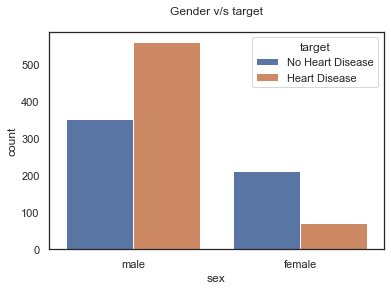 Gender v/s target
target
No Heart Disease
Heart Disease
500
400
300
200
100
0
count
male
female
sex